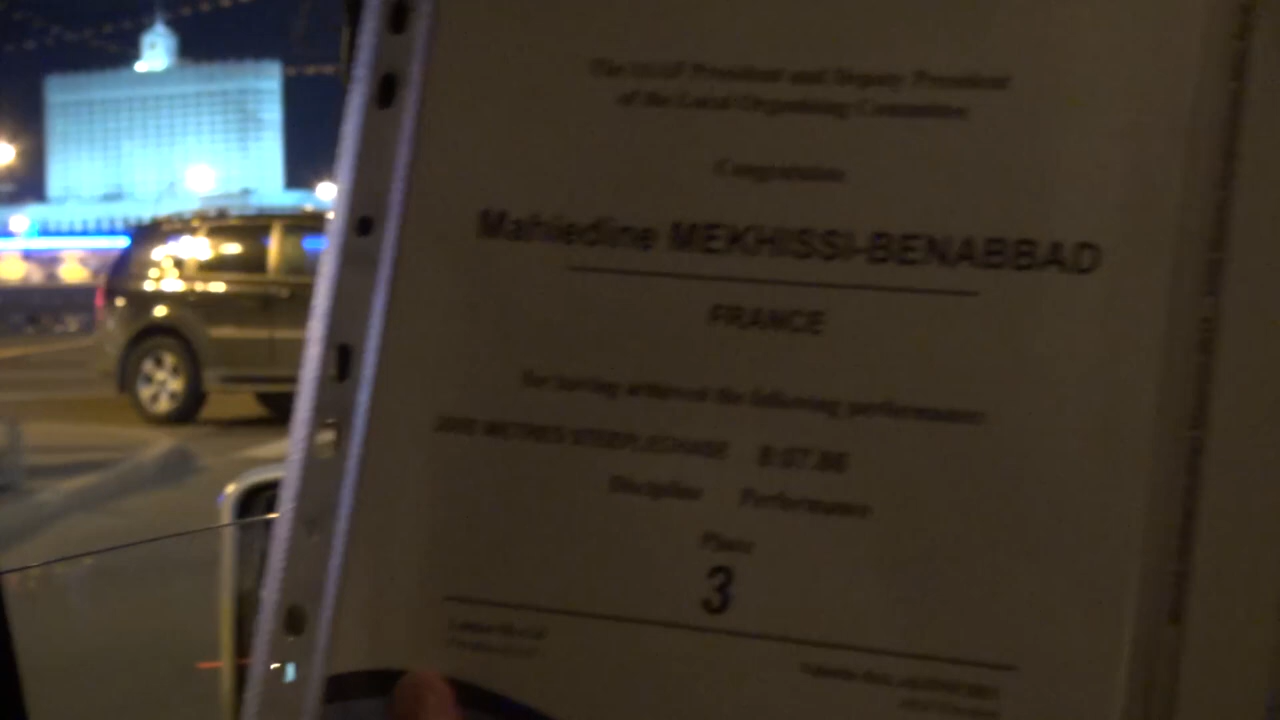 The IAAF President and Deputy President
of the Local Organising Committee
Congratulate
Mahiedine MEKHISSI-BENABBAD
FRANCE
for having achieved the following performance:
3000 METRES STEEPLECHASE 8:07.86
Discipline Performance
Place
3